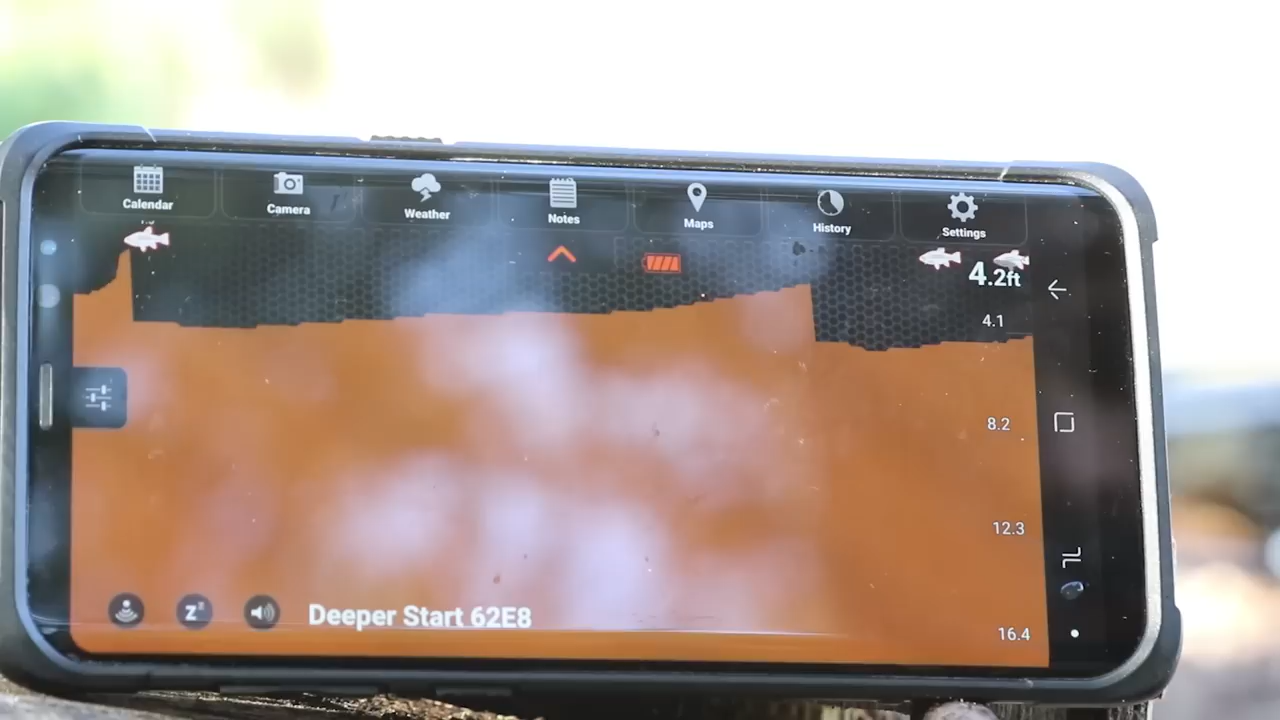 Calendar
Camera
Weather
Notes
Maps
History
Settings
4.2ft
4.1
8.2
12.3
16.4
Zz
Deeper Start 62E8